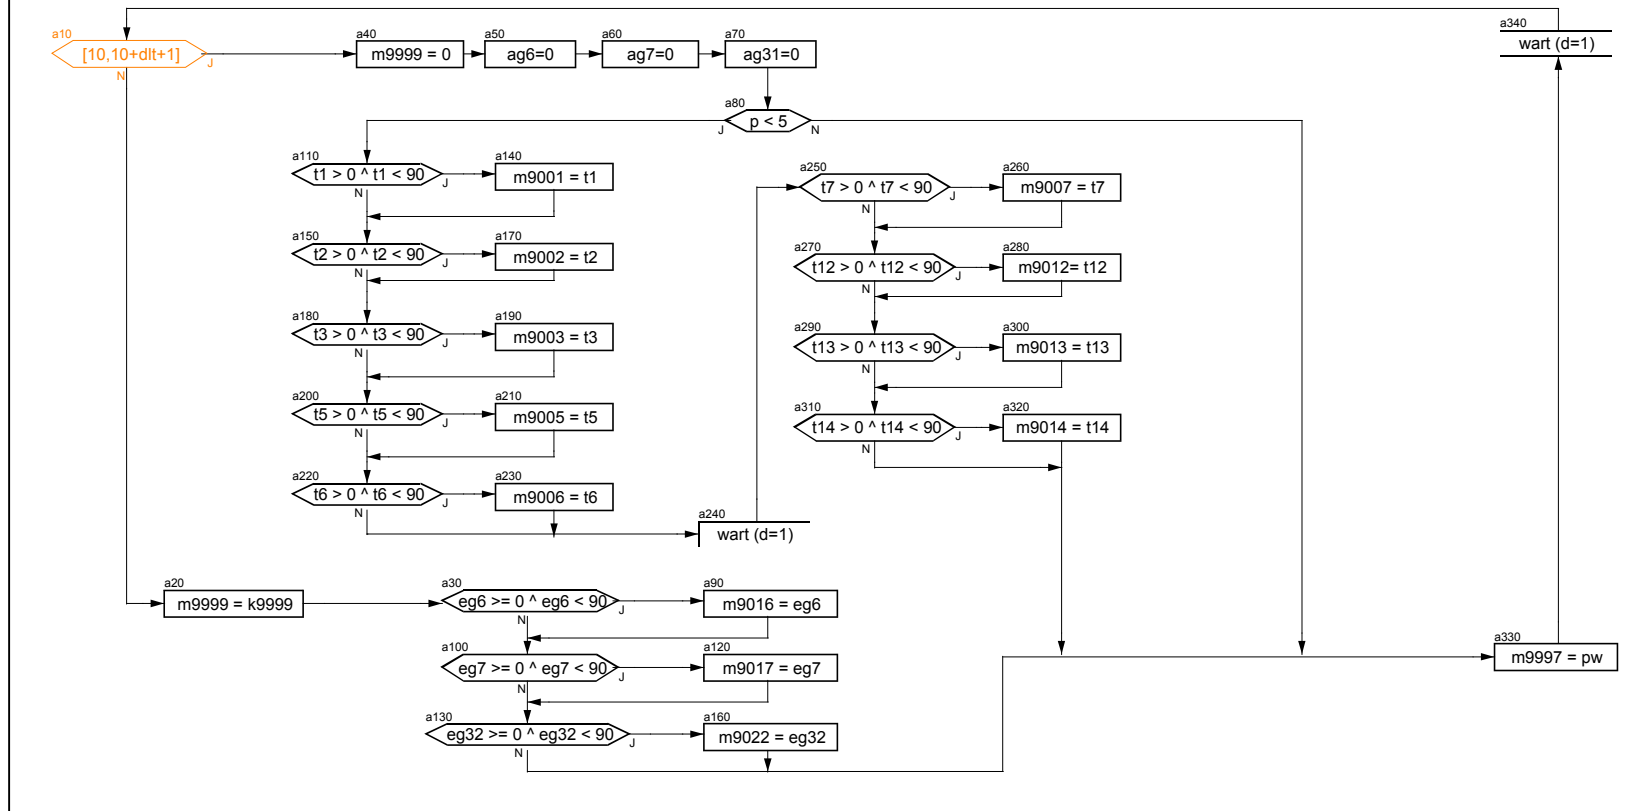 a10
[10,10+dlt+1]
J
N
a40
m9999 = 0
a50
ag6=0
a60
ag7=0
a70
ag31=0
a340
wart (d=1)
a80
p < 5
J
N
a110
t1 > 0 ^ t1 < 90
J
N
a140
m9001 = t1
a150
t2 > 0 ^ t2 < 90
J
N
a170
m9002 = t2
a180
t3 > 0 ^ t3 < 90
J
N
a190
m9003 = t3
a200
t5 > 0 ^ t5 < 90
J
N
a210
m9005 = t5
a220
t6 > 0 ^ t6 < 90
J
N
a230
m9006 = t6
a240
wart (d=1)
a250
t7 > 0 ^ t7 < 90
J
N
a260
m9007 = t7
a270
t12 > 0 ^ t12 < 90
J
N
a280
m9012= t12
a290
t13 > 0 ^ t13 < 90
J
N
a300
m9013 = t13
a310
t14 > 0 ^ t14 < 90
J
N
a320
m9014 = t14
a20
m9999 = k9999
a30
eg6 >= 0 ^ eg6 < 90
J
N
a90
m9016 = eg6
a100
eg7 >= 0 ^ eg7 < 90
J
N
a120
m9017 = eg7
a130
eg32 >= 0 ^ eg32 < 90
J
N
a160
m9022 = eg32
a330
m9997 = pw